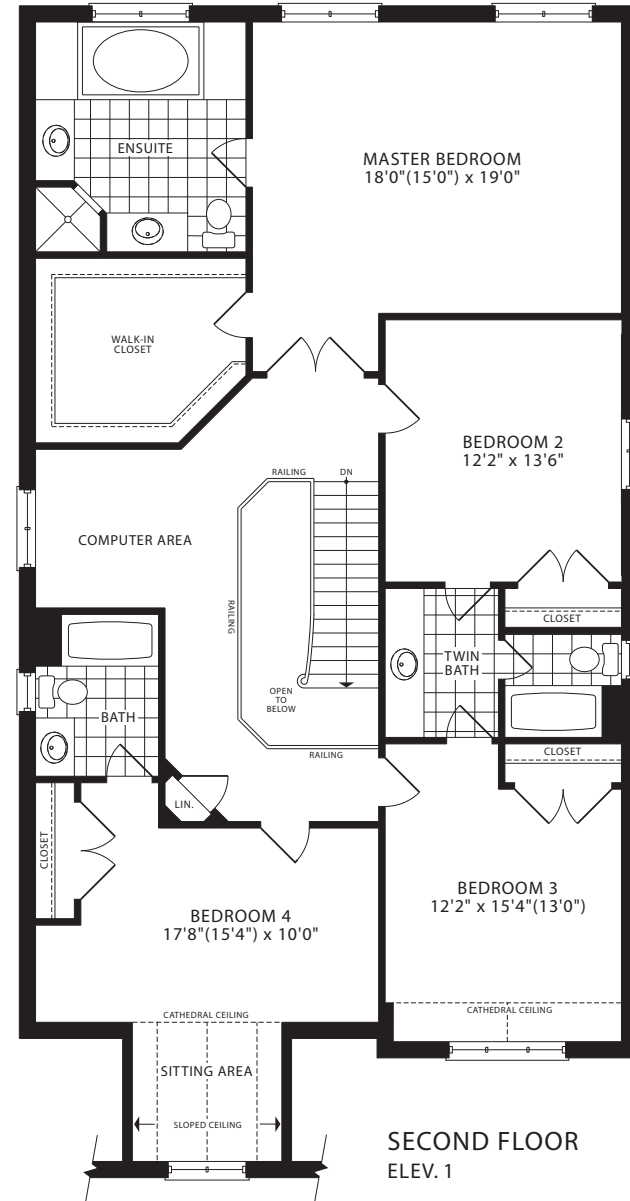 ENSUITE
MASTER BEDROOM
18'0"(15'0") x 19'0"
WALK-IN
CLOSET
BEDROOM 2
12'2" x 13'6"
RAILING
DN
COMPUTER AREA
RAILING
CLOSET
TWIN
BATH
OPEN
TO
BELOW
BATH
RAILING
CLOSET
LIN.
CLOSET
BEDROOM 3
12'2" x 15'4"(13'0")
BEDROOM 4
17'8"(15'4") x 10'0"
CATHEDRAL CEILING
CATHEDRAL CEILING
SITTING AREA
SLOPED CEILING
SECOND FLOOR
ELEV. 1